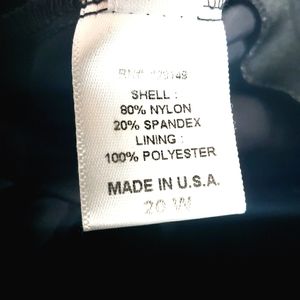 SHELL :
80% NYLON
20% SPANDEX
LINING :
100% POLYESTER
MADE IN U.S.A.
20 W